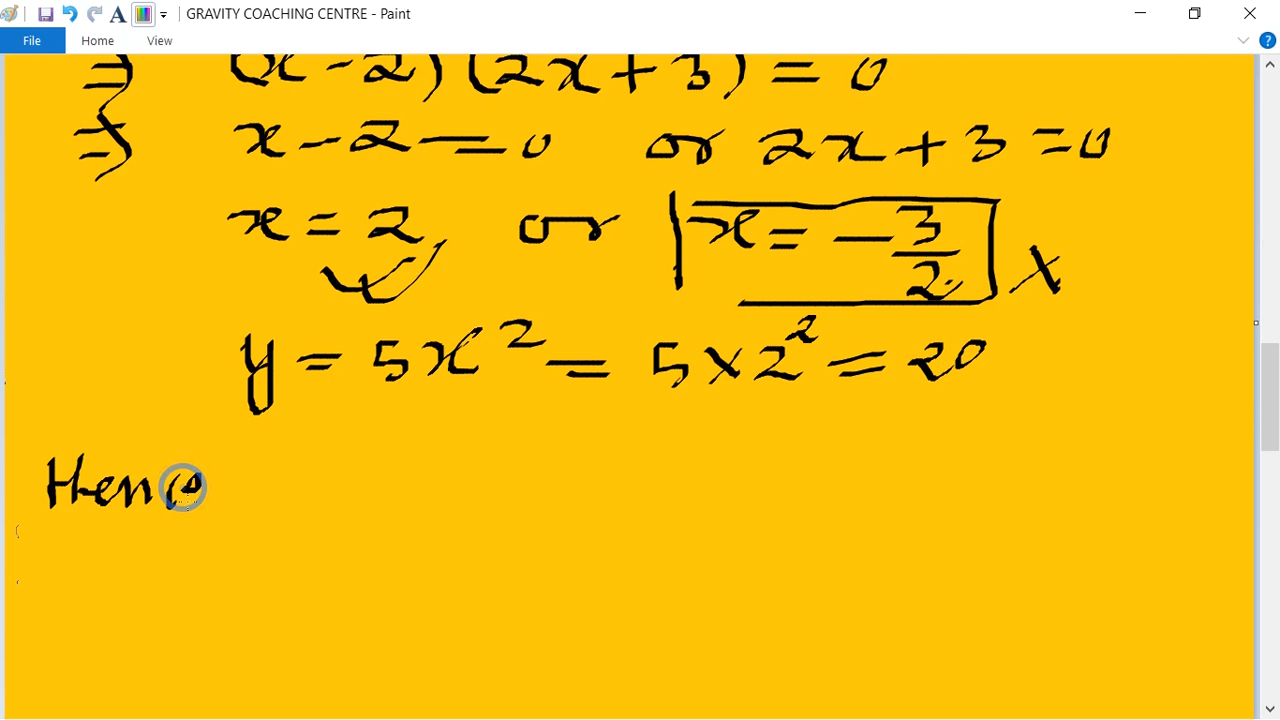 GRAVITY COACHING CENTRE - Paint
File Home View
⇒ (x-2) (2x+3) = 0
⇒ x-2=0 or 2x+3=0
x = 2 or x = -3/2 X
y = 5x² = 5×2² = 20
Hence